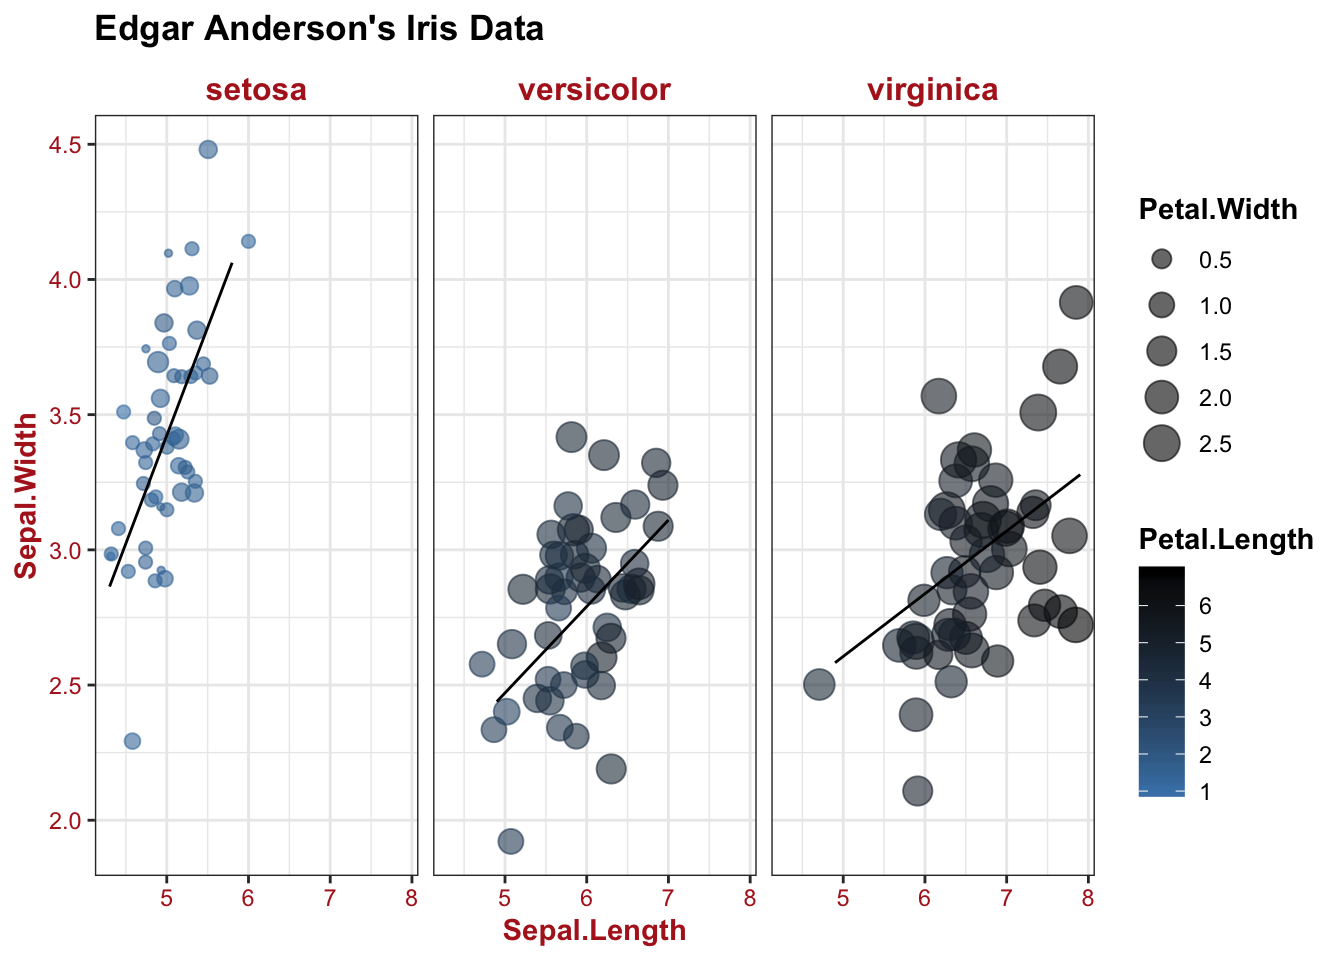 Edgar Anderson's Iris Data
setosa
versicolor
virginica
Sepal.Width
4.5
4.0
3.5
3.0
2.5
2.0
5 6 7 8
5 6 7 8
5 6 7 8
Sepal.Length
Petal.Width
0.5
1.0
1.5
2.0
2.5
Petal.Length
6
5
4
3
2
1